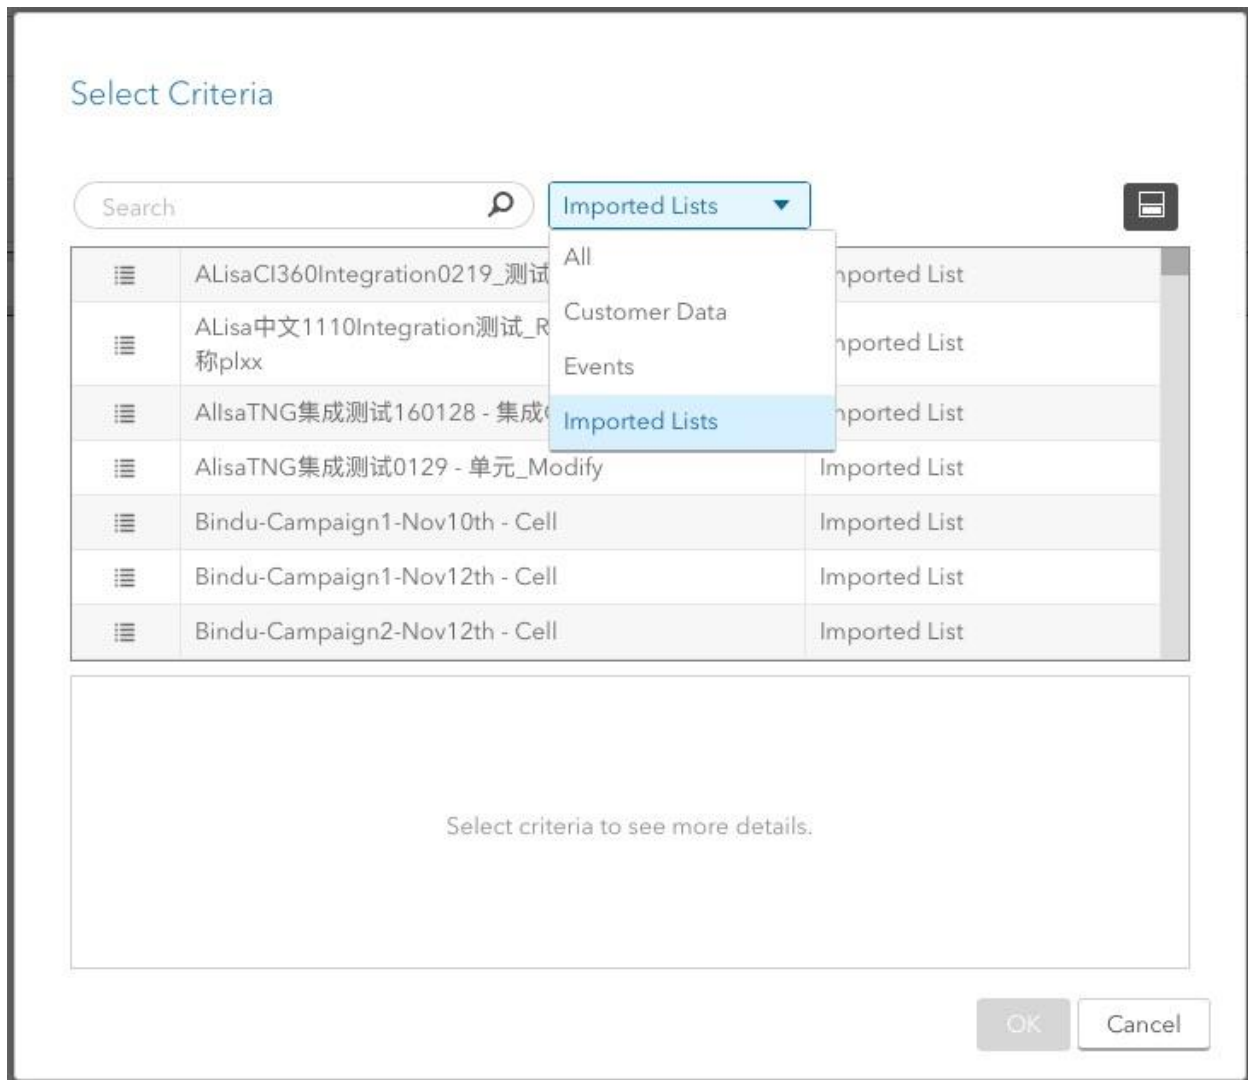 Select Criteria
Search
Imported Lists
All
Customer Data
Events
Imported Lists
ALisaCI360Integration0219_测试
Imported List
ALisa中文1110Integration测试_R
称plxx
Imported List
AllsaTNG集成测试160128 - 集成
Imported List
AlisaTNG集成测试0129 - 单元_Modify
Imported List
Bindu-Campaign1-Nov10th - Cell
Imported List
Bindu-Campaign1-Nov12th - Cell
Imported List
Bindu-Campaign2-Nov12th - Cell
Imported List
Select criteria to see more details.
OK
Cancel